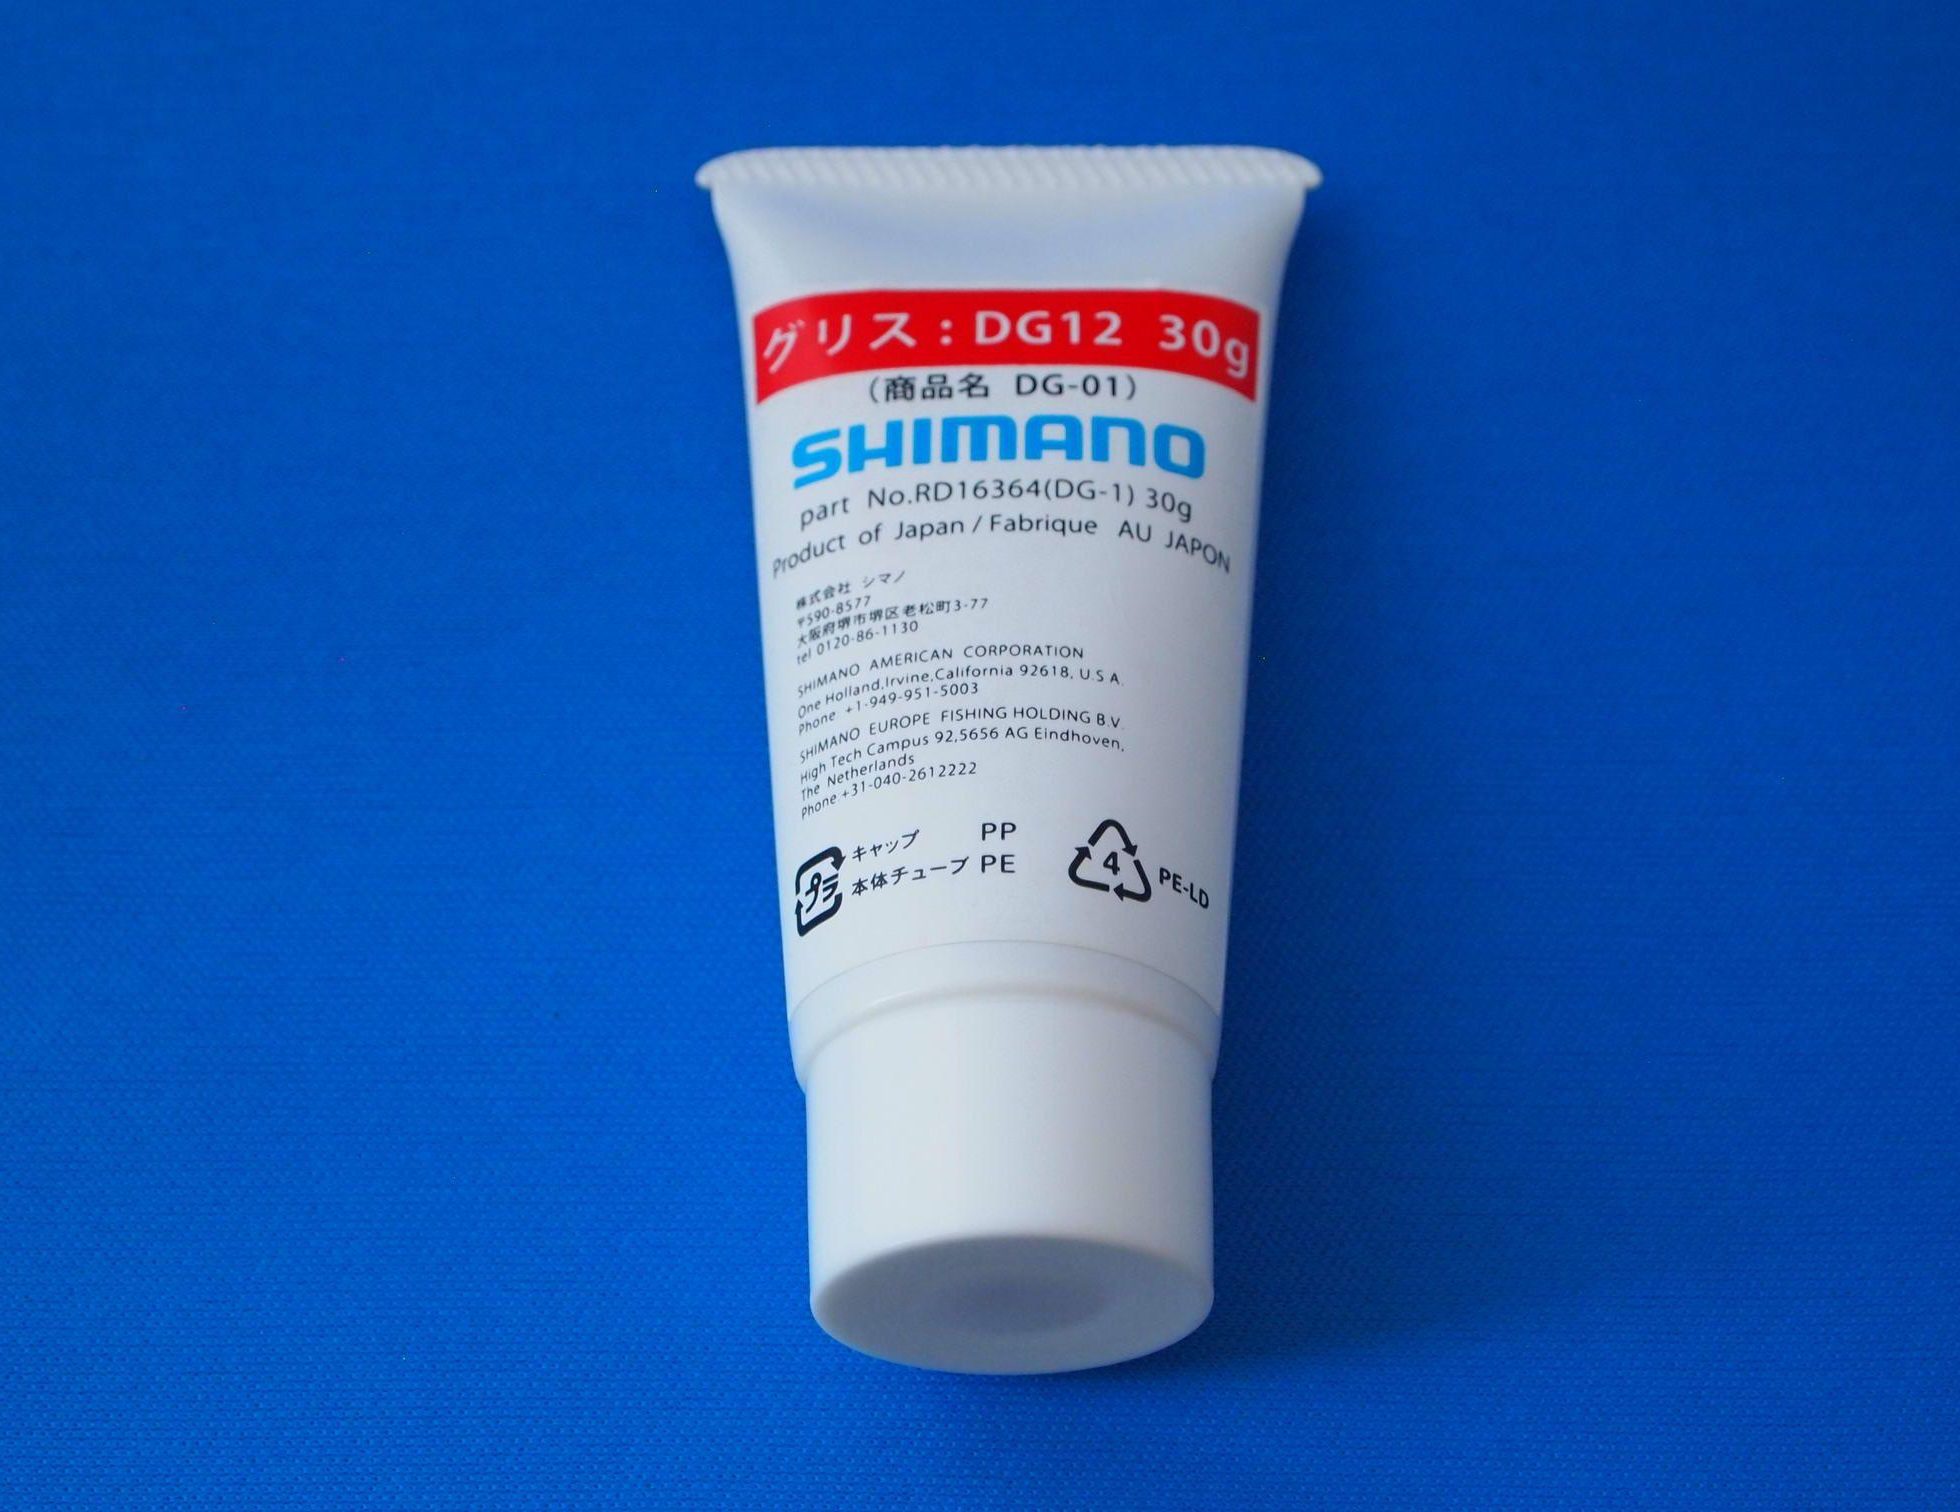 グリス：DG12 30g
（商品名 DG-01）
SHIMANO
part No.RD16364(DG-1) 30g
Product of Japan / Fabrique AU JAPON
株式会社 シマノ
〒590-8577
大阪府堺市堺区老松町3-77
tel 0120-86-1130
SHIMANO AMERICAN CORPORATION
One Holland,Irvine,California 92618, U.S A.
Phone +1-949-951-5003
SHIMANO EUROPE FISHING HOLDING B.V.
High Tech Campus 92,5656 AG Eindhoven,
The Netherlands
Phone +31-040-2612222
プラ
キャップ PP
本体チューブ PE
4
PE-LD